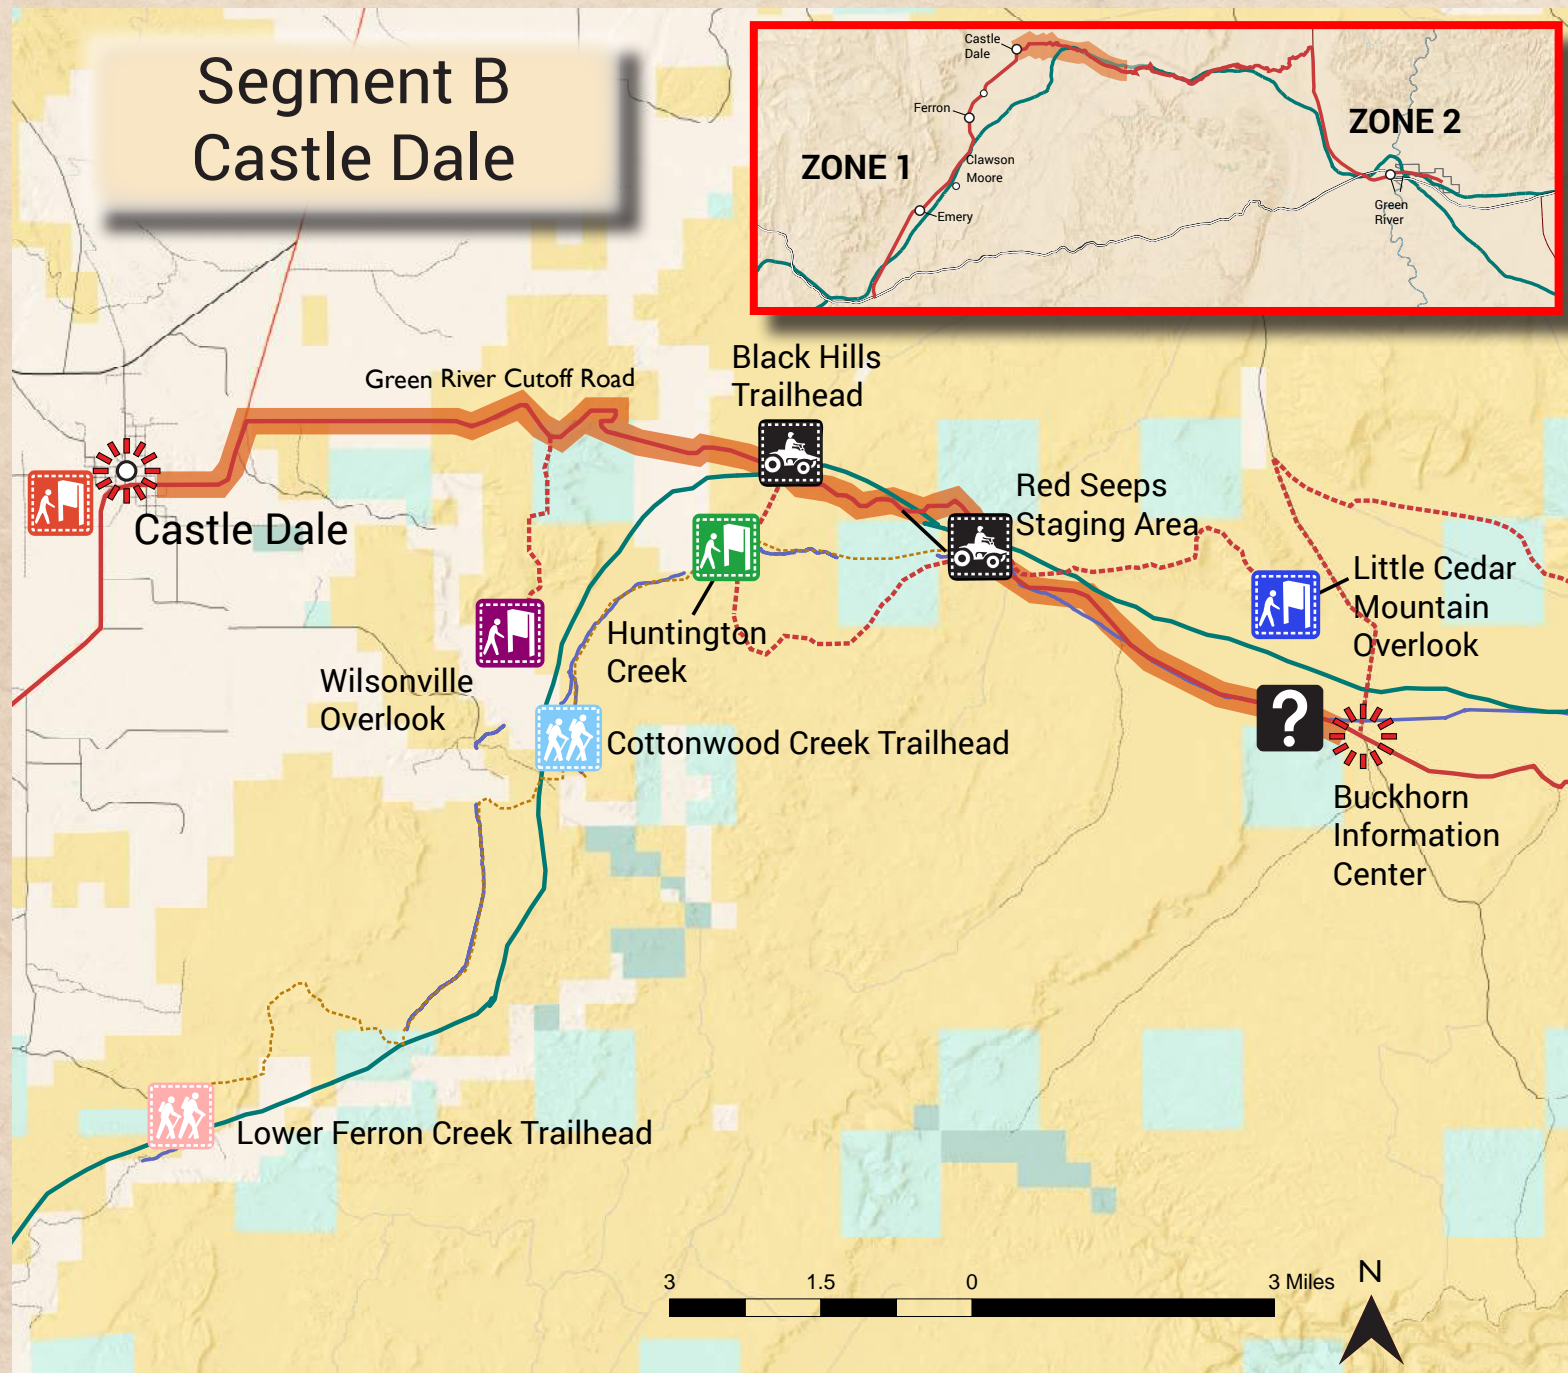 Segment B
Castle Dale
Castle
Dale
Ferron
ZONE 1
Clawson
Moore
Emery
ZONE 2
Green
River
Green River Cutoff Road
Black Hills
Trailhead
Castle Dale
Red Seeps
Staging Area
Little Cedar
Mountain
Overlook
Huntington
Creek
Wilsonville
Overlook
Cottonwood Creek Trailhead
?
Buckhorn
Information
Center
Lower Ferron Creek Trailhead
3 1.5 0 3 Miles
N